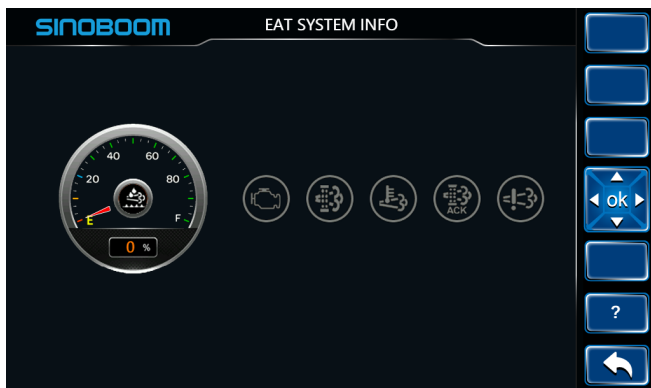 SINOBOOM
EAT SYSTEM INFO
40 60
20 80
E F
0 %
ACK
ok
?